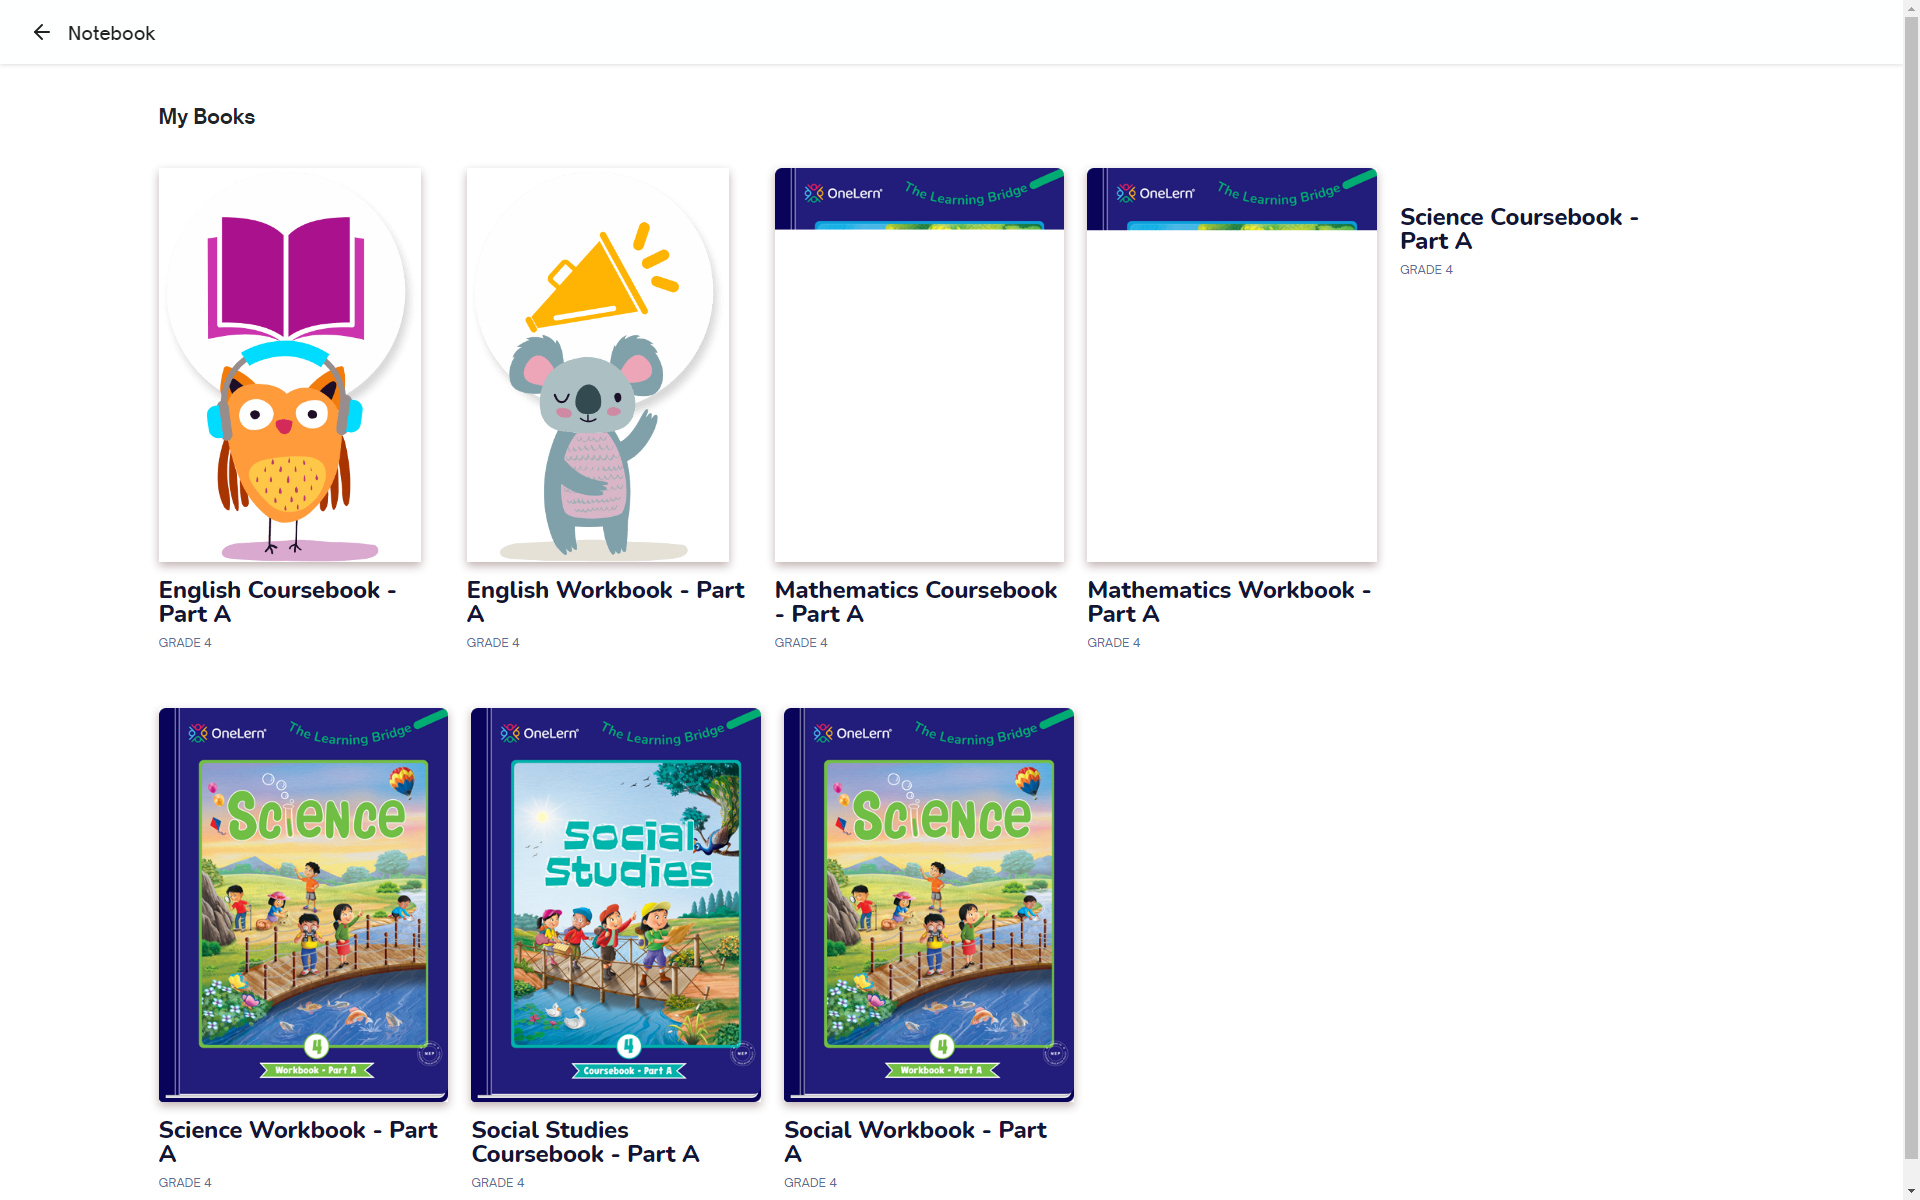 Notebook
My Books
OneLern
The Learning Bridge
OneLern
The Learning Bridge
English Coursebook -
Part A
GRADE 4
English Workbook - Part
A
GRADE 4
Mathematics Coursebook
- Part A
GRADE 4
Mathematics Workbook -
Part A
GRADE 4
Science Coursebook -
Part A
GRADE 4
OneLern
The Learning Bridge
Science
4
Workbook - Part A
NEP
Science Workbook - Part
A
GRADE 4
OneLern
The Learning Bridge
Social
Studies
4
Coursebook - Part A
NEP
Social Studies
Coursebook - Part A
GRADE 4
OneLern
The Learning Bridge
Science
4
Workbook - Part A
NEP
Social Workbook - Part
A
GRADE 4